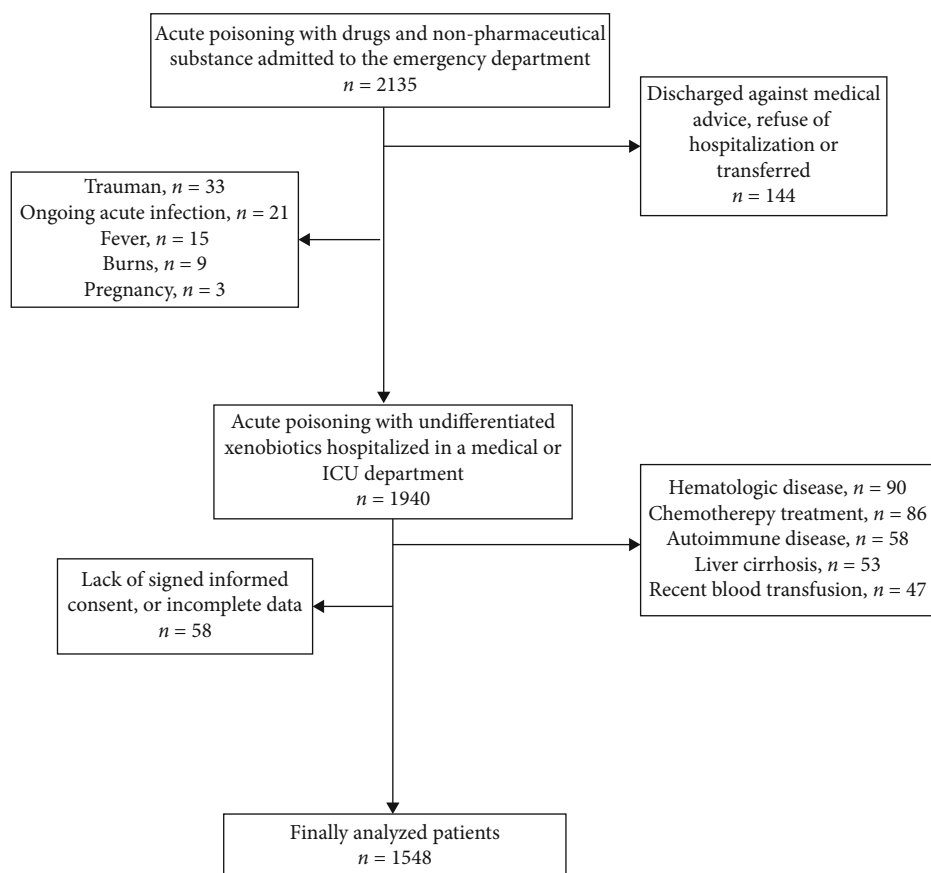 Acute poisoning with drugs and non-pharmaceutical
substance admitted to the emergency department
n = 2135
Discharged against medical
advice, refuse of
hospitalization or
transferred
n = 144
Trauman, n = 33
Ongoing acute infection, n = 21
Fever, n = 15
Burns, n = 9
Pregnancy, n = 3
Acute poisoning with undifferentiated
xenobiotics hospitalized in a medical or
ICU department
n = 1940
Hematologic disease, n = 90
Chemotherepy treatment, n = 86
Autoimmune disease, n = 58
Liver cirrhosis, n = 53
Recent blood transfusion, n = 47
Lack of signed informed
consent, or incomplete data
n = 58
Finally analyzed patients
n = 1548